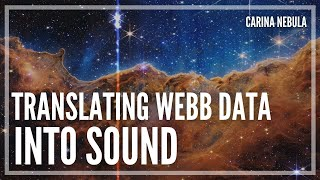 CARINA NEBULA
TRANSLATING WEBB DATA
INTO SOUND